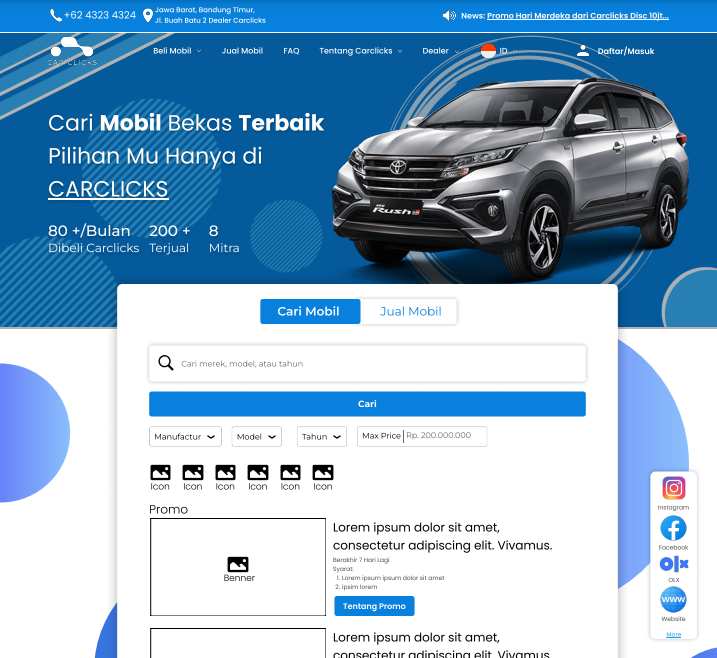 +62 4323 4324
Jawa Barat, Bandung Timur,
Jl. Buah Batu 2 Dealer Carclicks
News: Promo Hari Merdeka dari Carclicks Disc 10jt...
CAR CLICKS
Beli Mobil
Jual Mobil
FAQ
Tentang Carclicks
Dealer
ID
Daftar/Masuk
Cari Mobil Bekas Terbaik
Pilihan Mu Hanya di
CARCLICKS
80 +/Bulan
Dibeli Carclicks
200 +
Terjual
8
Mitra
Rush
Cari Mobil
Jual Mobil
Cari merek, model, atau tahun
Cari
Manufactur
Model
Tahun
Max Price
Rp. 200.000.000
Icon
Icon
Icon
Icon
Icon
Icon
Promo
Benner
Lorem ipsum dolor sit amet,
consectetur adipiscing elit. Vivamus.
Berakhir 7 Hari Lagi
Syarat:
1. Lorem ipsum ipsum dolor sit amet
2. ipsim lorem
Tentang Promo
Lorem ipsum dolor sit amet,
consectetur adipiscing elit. Vivamus
Instagram
Facebook
OLX
OLX
www
Website
More